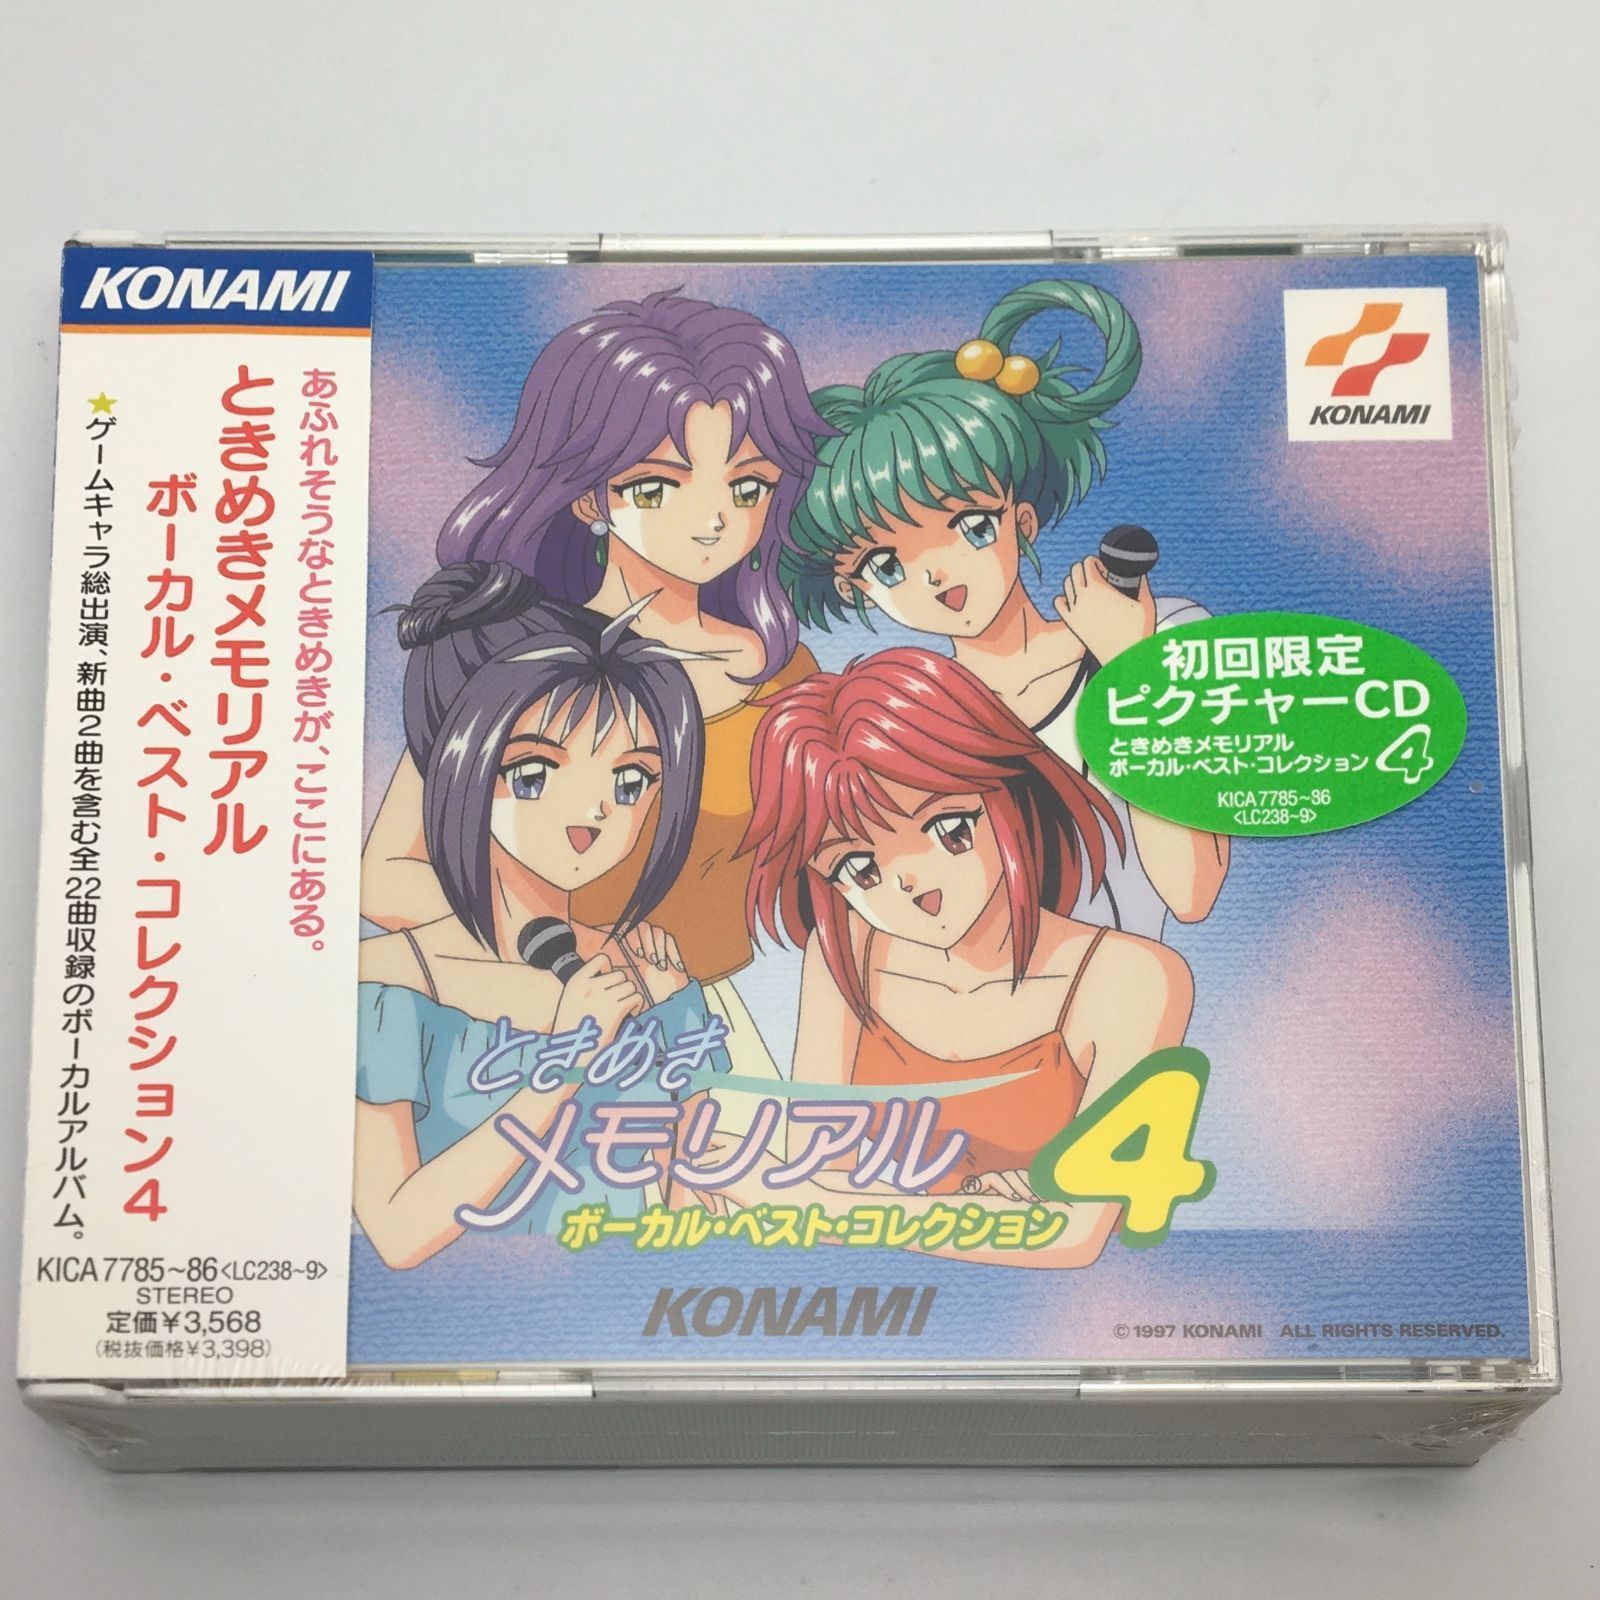 KONAMI
あふれそうなときめきが、ここにある。
ときめきメモリアル
ボーカル・ベスト・コレクション4
★ゲームキャラ総出演、新曲2曲を含む全22曲収録のボーカルアルバム。
KICA7785~86<LC238~9>
STEREO
定価¥3,568
(税抜価格¥3,398)
KONAMI
初回限定
ピクチャーCD
ときめきメモリアル
ボーカル・ベスト・コレクション4
KICA7785~86
<LC238~9>
ときめき
メモリアル®
4
ボーカル・ベスト・コレクション
KONAMI
©1997 KONAMI ALL RIGHTS RESERVED.